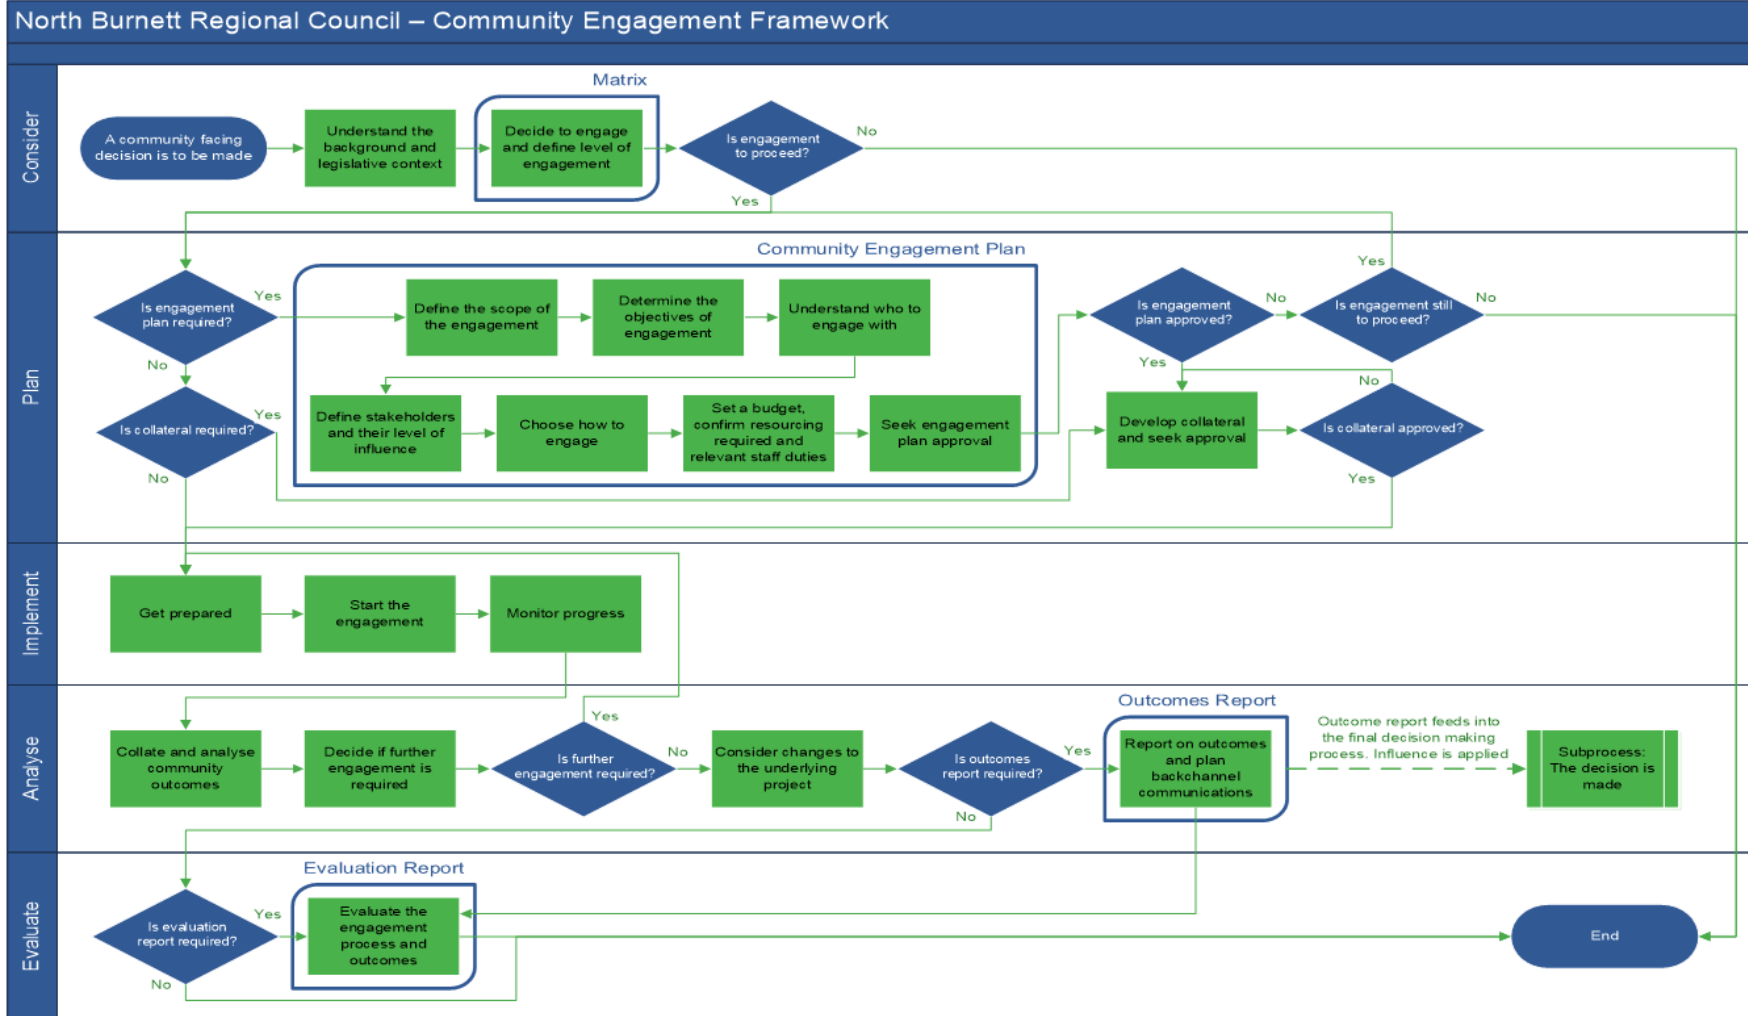 North Burnett Regional Council – Community Engagement Framework
Consider
Matrix
A community facing
decision is to be made
Understand the
background and
legislative context
Decide to engage
and define level of
engagement
Is engagement
to proceed?
No
Yes
Plan
Community Engagement Plan
Is engagement
plan required?
Yes
No
Define the scope of
the engagement
Determine the
objectives of
engagement
Understand who to
engage with
Is engagement
plan approved?
No
Yes
Is engagement still
to proceed?
Yes
No
Is collateral required?
Yes
No
Define stakeholders
and their level of
influence
Choose how to
engage
Set a budget,
confirm resourcing
required and
relevant staff duties
Seek engagement
plan approval
Develop collateral
and seek approval
Is collateral approved?
No
Yes
Implement
Get prepared
Start the
engagement
Monitor progress
Analyse
Collate and analyse
community
outcomes
Decide if further
engagement is
required
Is further
engagement required?
Yes
No
Consider changes to
the underlying
project
Is outcomes
report required?
Yes
No
Outcomes Report
Report on outcomes
and plan
backchannel
communications
Outcome report feeds into
the final decision making
process. Influence is applied
Subprocess:
The decision is
made
Evaluate
Evaluation Report
Is evaluation
report required?
Yes
No
Evaluate the
engagement
process and
outcomes
End